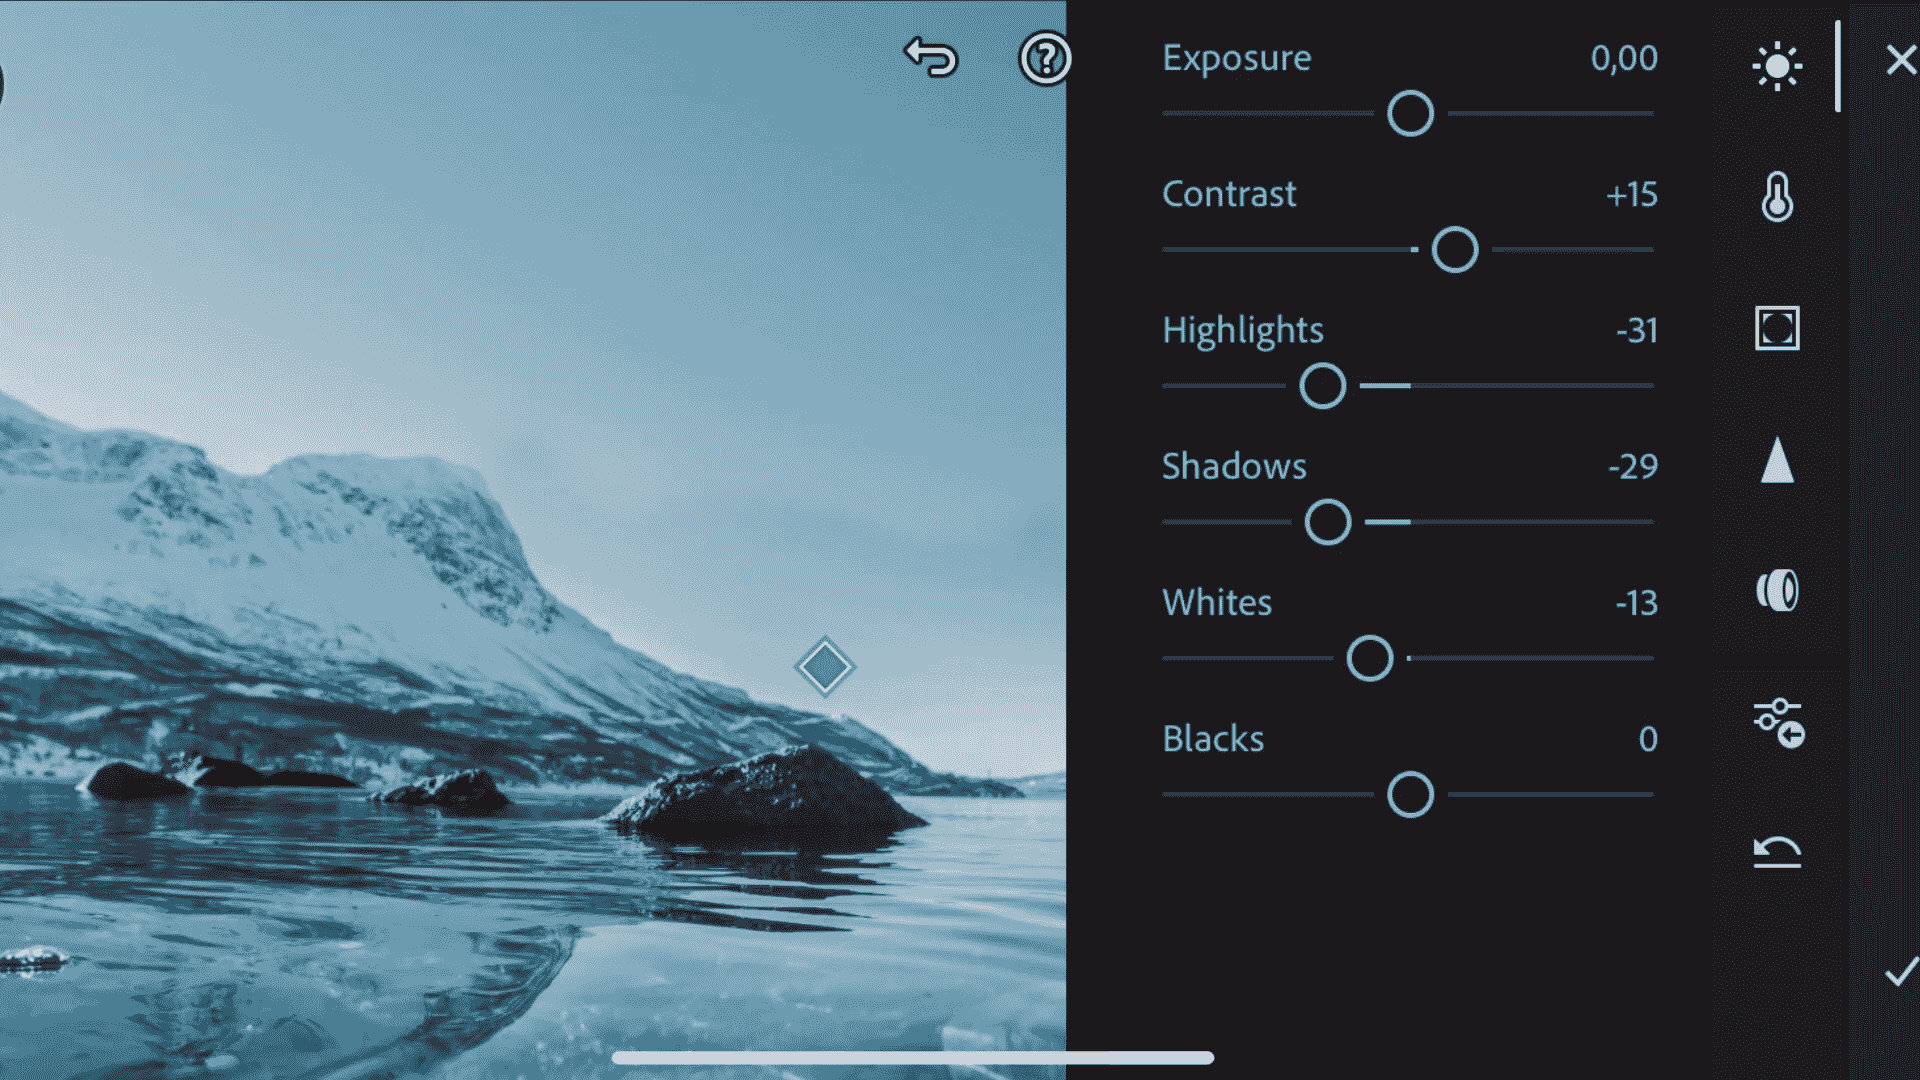 Exposure 0,00
Contrast +15
Highlights -31
Shadows -29
Whites -13
Blacks 0